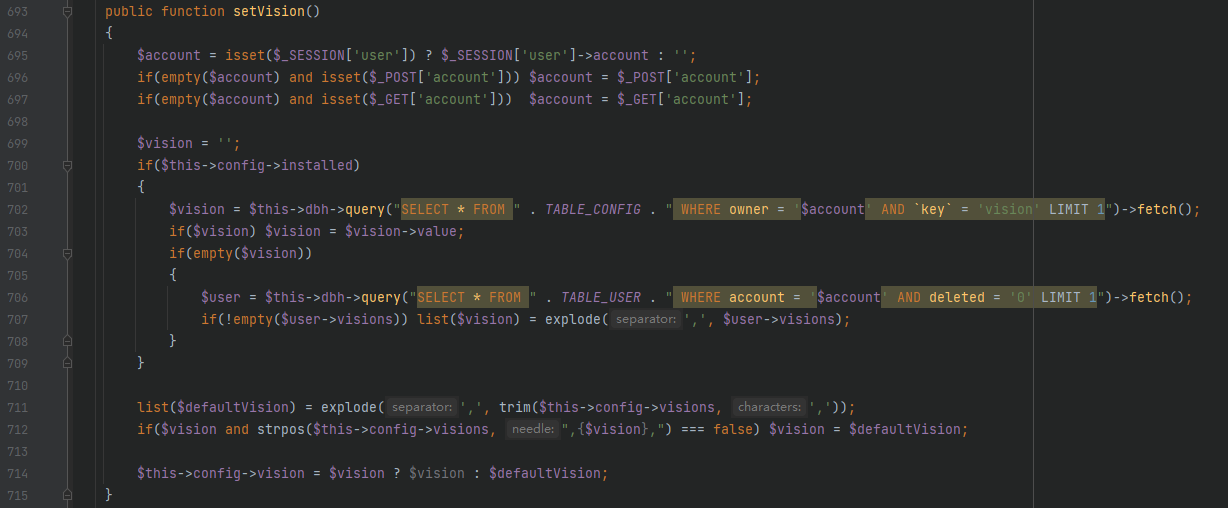 693 public function setVision()
694 {
695 $account = isset($_SESSION['user']) ? $_SESSION['user']->account : '';
696 if(empty($account) and isset($_POST['account'])) $account = $_POST['account'];
697 if(empty($account) and isset($_GET['account']))  $account = $_GET['account'];
698
699 $vision = '';
700 if($this->config->installed)
701 {
702 $vision = $this->dbh->query("SELECT * FROM " . TABLE_CONFIG . " WHERE owner = '$account' AND `key` = 'vision' LIMIT 1")->fetch();
703 if($vision) $vision = $vision->value;
704 if(empty($vision))
705 {
706 $user = $this->dbh->query("SELECT * FROM " . TABLE_USER . " WHERE account = '$account' AND deleted = '0' LIMIT 1")->fetch();
707 if(!empty($user->visions)) list($vision) = explode( separator: ',', $user->visions);
708 }
709 }
710
711 list($defaultVision) = explode( separator: ',', trim($this->config->visions, characters: ','));
712 if($vision and strpos($this->config->visions, needle: ",{$vision},") === false) $vision = $defaultVision;
713
714 $this->config->vision = $vision ? $vision : $defaultVision;
715 }